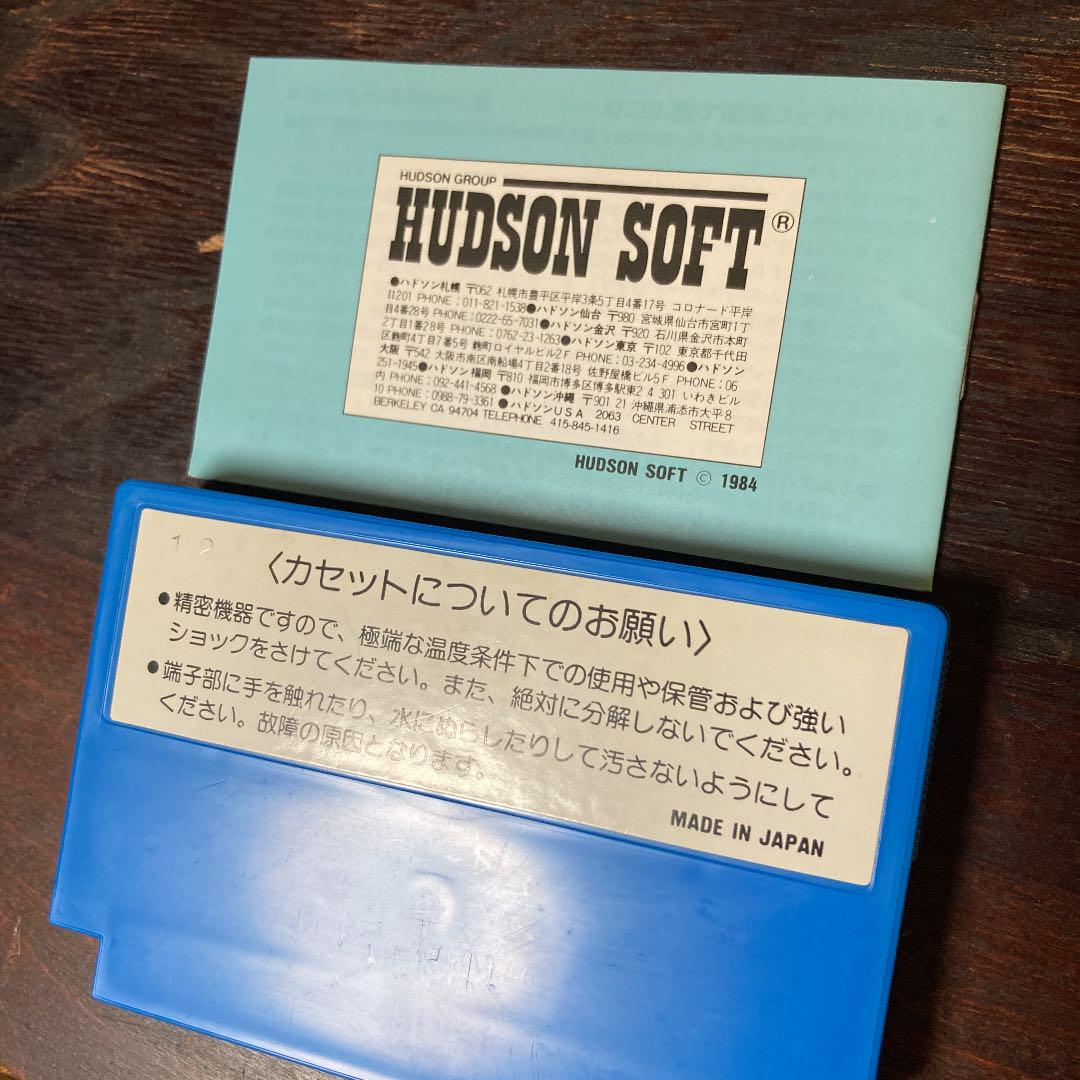 HUDSON GROUP
HUDSON SOFT®
●ハドソン札幌 〒062 札幌市豊平区平岸3条5丁目4番17号 コロナード平岸
II201 PHONE:011-821-1538●ハドソン仙台 〒980 宮城県仙台市宮町1丁
目4番28号 PHONE:0222-65-7031●ハドソン金沢 〒920 石川県金沢市本町
2丁目1番28号 PHONE:0762-23-1263●ハドソン東京 〒102 東京都千代田
区麹町4丁目7番5号 麹町ロイヤルビル2F PHONE:03-234-4996●ハドソン
大阪 〒542 大阪市南区南船場4丁目2番18号 佐野屋橋ビル5F PHONE:06
251-1945●ハドソン福岡 〒810 福岡市博多区博多駅東2 4 301 いわきビル
内 PHONE:092-441-4568 ●ハドソン沖縄 〒901 21 沖縄県浦添市大平8
10 PHONE:0988-79-3361 ●ハドソンUSA 2063 CENTER STREET
BERKELEY CA 94704 TELEPHONE 415-845-1416
HUDSON SOFT © 1984
12
〈カセットについてのお願い〉
●精密機器ですので、極端な温度条件下での使用や保管および強い
ショックをさけてください。また、絶対に分解しないでください。
●端子部に手を触れたり、水にぬらしたりして汚さないようにして
ください。故障の原因となります。
MADE IN JAPAN